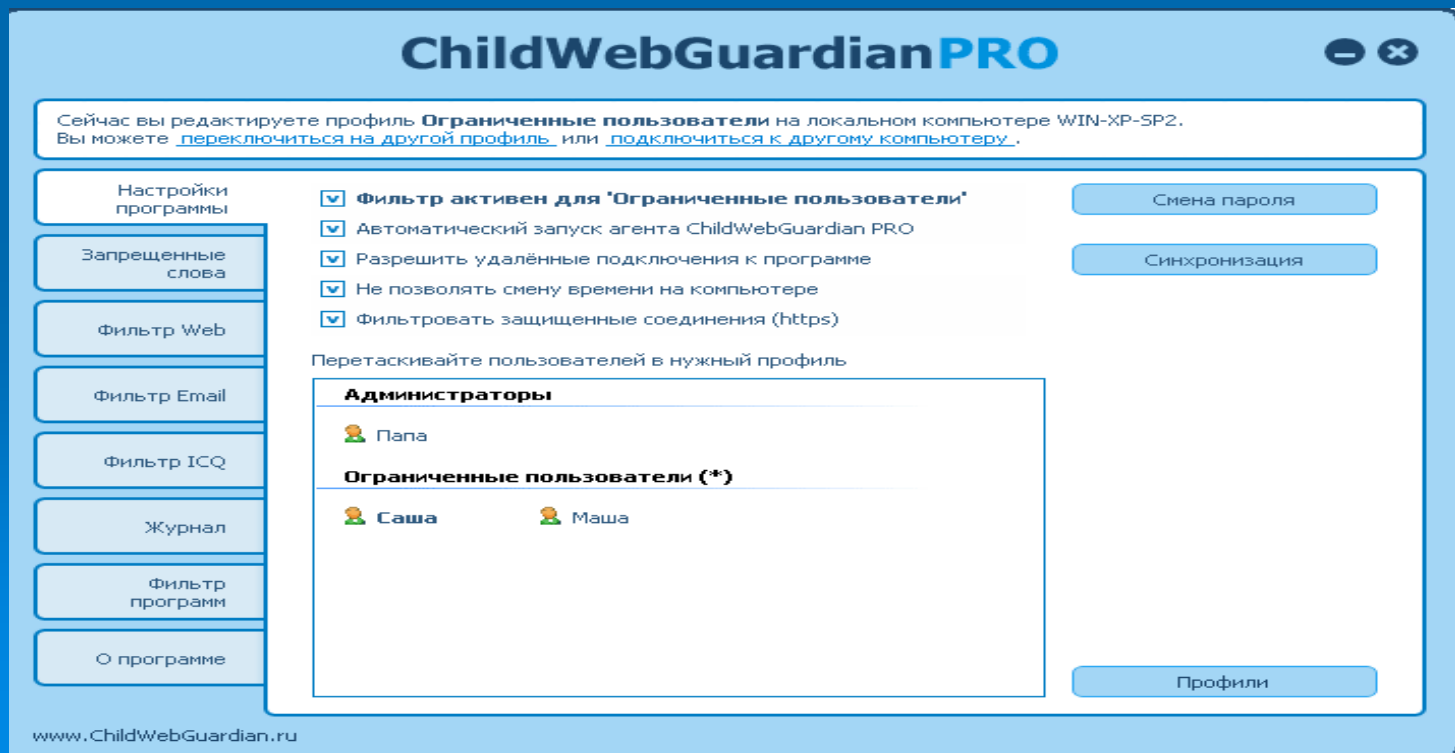 ChildWebGuardianPRO
Сейчас вы редактируете профиль Ограниченные пользователи на локальном компьютере WIN-XP-SP2.
Вы можете переключиться на другой профиль или подключиться к другому компьютеру .
Настройки
программы
Запрещенные
слова
Фильтр Web
Фильтр Email
Фильтр ICQ
Журнал
Фильтр
программ
О программе
Фильтр активен для 'Ограниченные пользователи'
Автоматический запуск агента ChildWebGuardian PRO
Разрешить удалённые подключения к программе
Не позволять смену времени на компьютере
Фильтровать защищенные соединения (https)
Перетаскивайте пользователей в нужный профиль
Администраторы
Папа
Ограниченные пользователи (*)
Саша Маша
Смена пароля
Синхронизация
Профили
www.ChildWebGuardian.ru